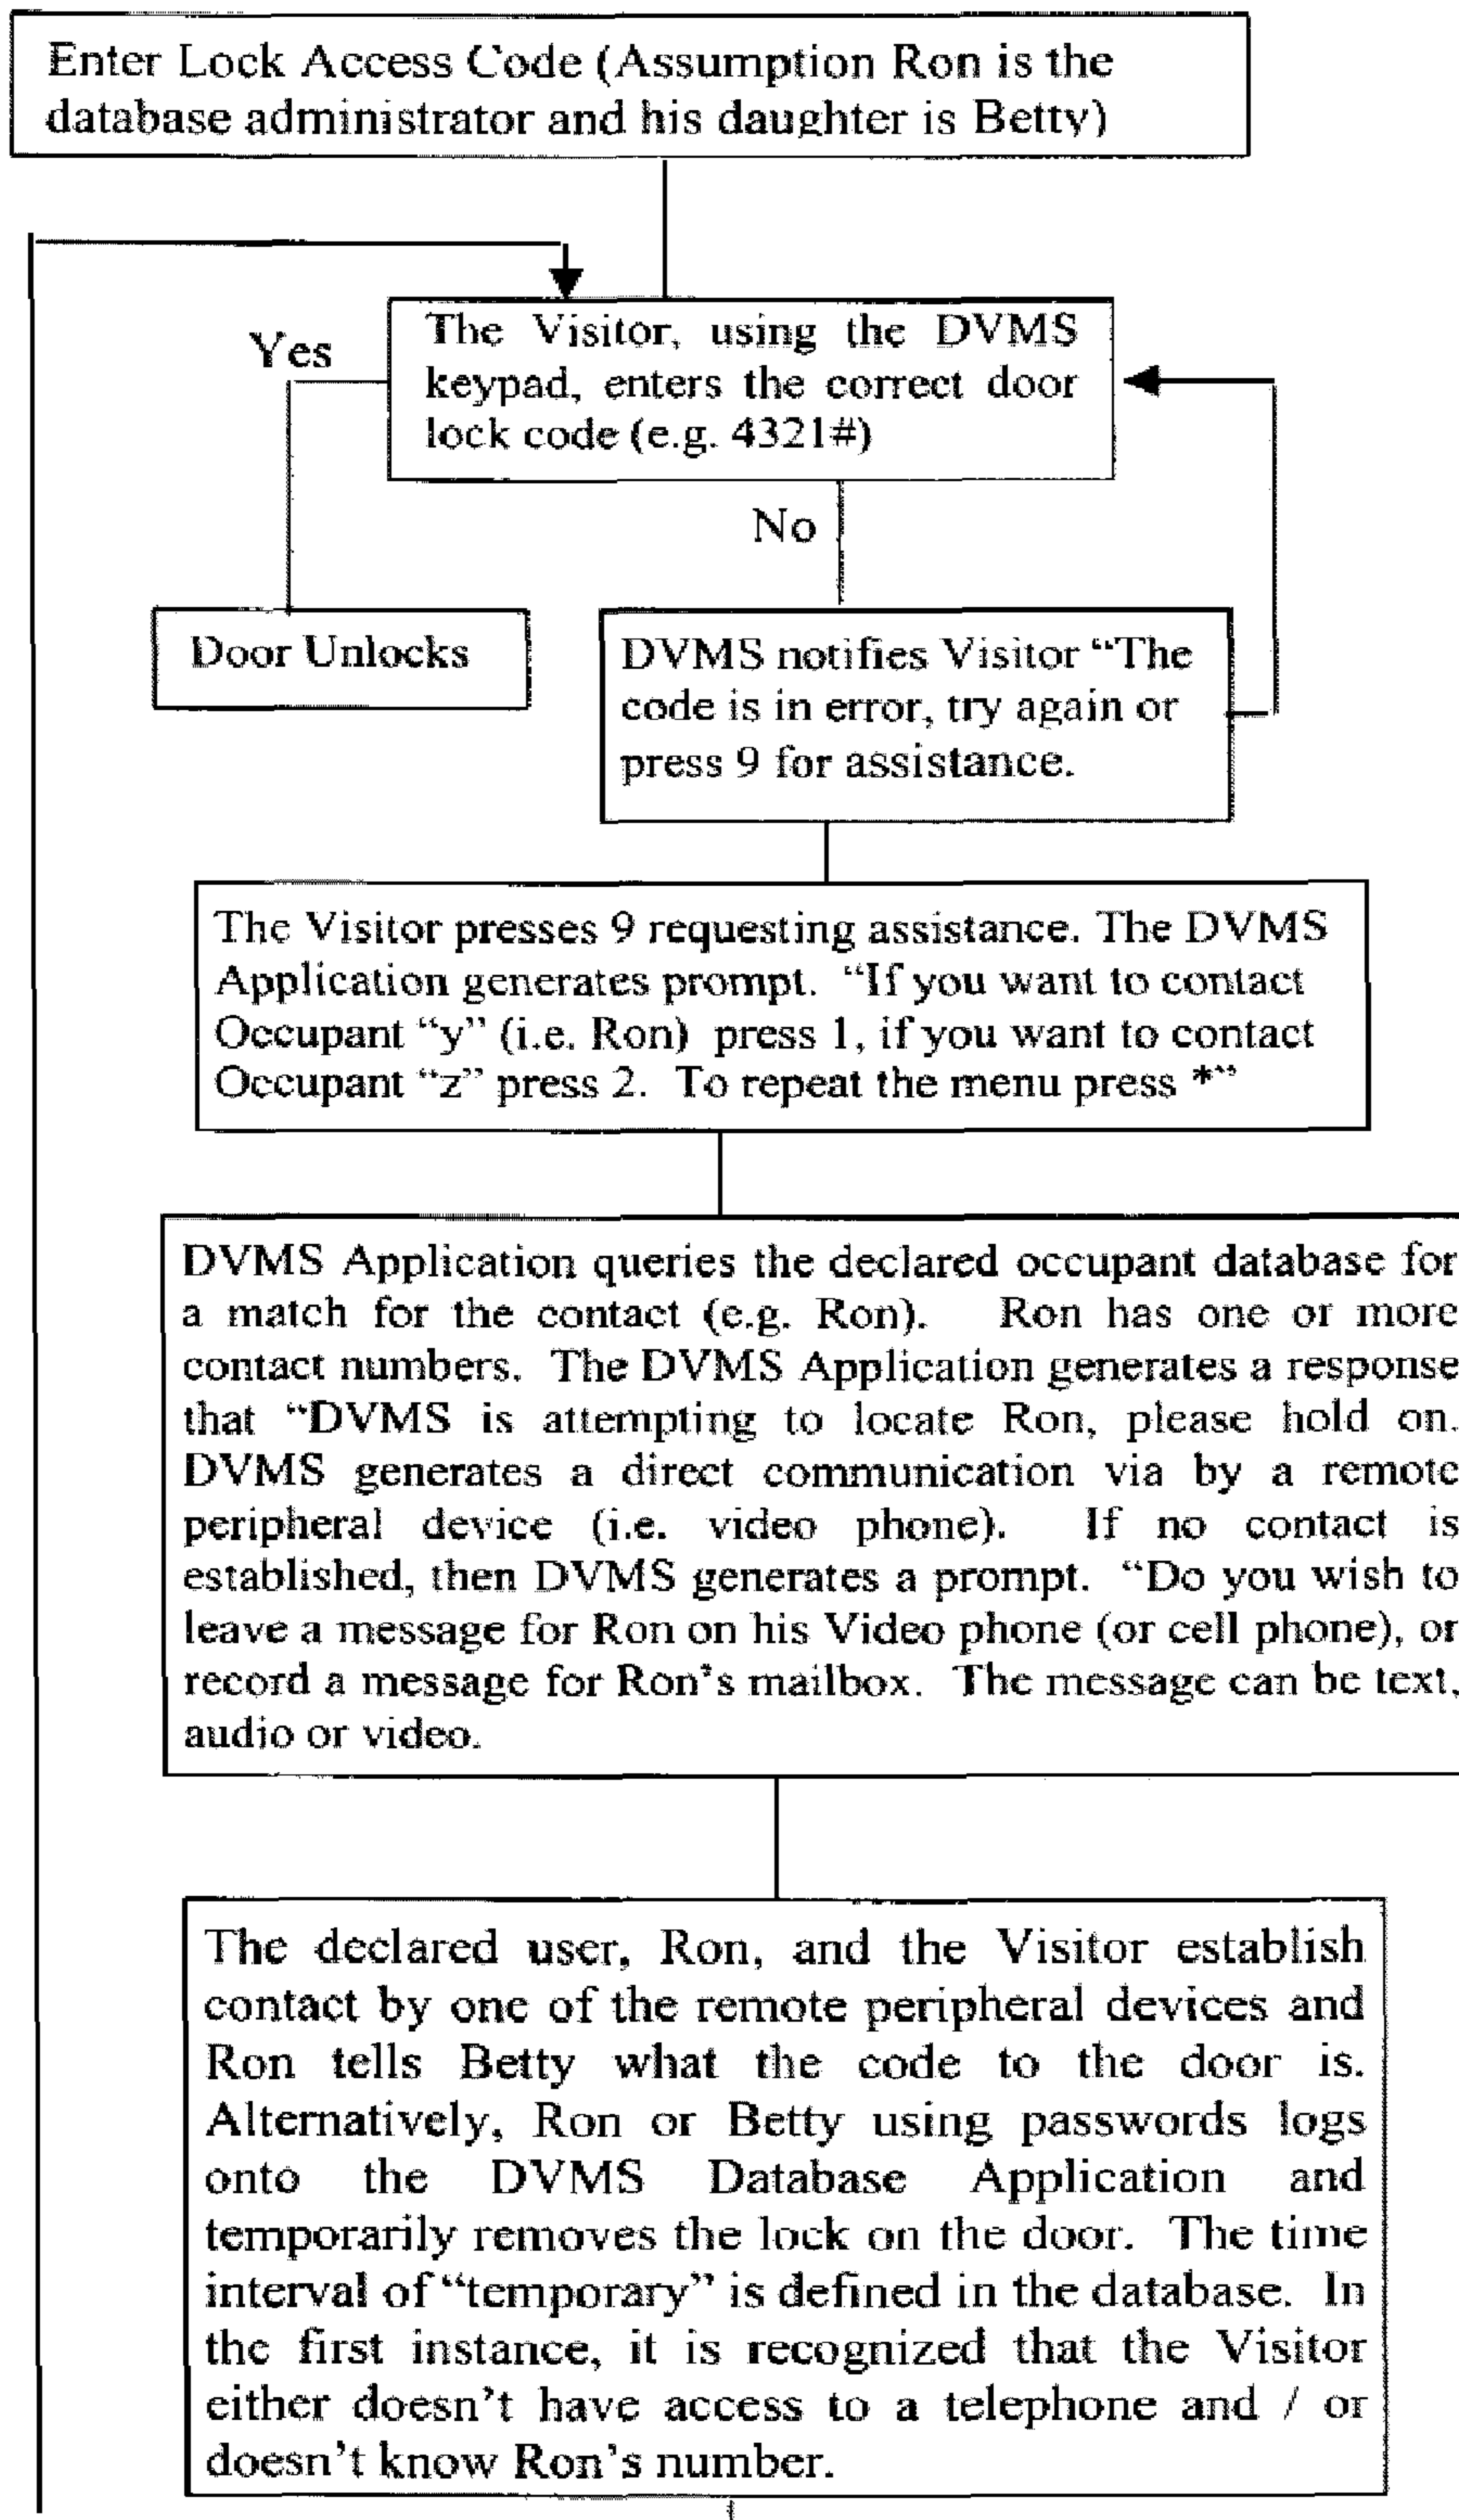 Enter Lock Access Code (Assumption Ron is the
database administrator and his daughter is Betty)
The Visitor, using the DVMS
keypad, enters the correct door
lock code (e.g. 4321#)
Yes
No
Door Unlocks
DVMS notifies Visitor “The
code is in error, try again or
press 9 for assistance.
The Visitor presses 9 requesting assistance. The DVMS
Application generates prompt. “If you want to contact
Occupant “y” (i.e. Ron) press 1, if you want to contact
Occupant “z” press 2. To repeat the menu press *”
DVMS Application queries the declared occupant database for
a match for the contact (e.g. Ron). Ron has one or more
contact numbers. The DVMS Application generates a response
that “DVMS is attempting to locate Ron, please hold on.
DVMS generates a direct communication via by a remote
peripheral device (i.e. video phone). If no contact is
established, then DVMS generates a prompt. “Do you wish to
leave a message for Ron on his Video phone (or cell phone), or
record a message for Ron’s mailbox. The message can be text,
audio or video.
The declared user, Ron, and the Visitor establish
contact by one of the remote peripheral devices and
Ron tells Betty what the code to the door is.
Alternatively, Ron or Betty using passwords logs
onto the DVMS Database Application and
temporarily removes the lock on the door. The time
interval of “temporary” is defined in the database. In
the first instance, it is recognized that the Visitor
either doesn’t have access to a telephone and / or
doesn’t know Ron’s number.